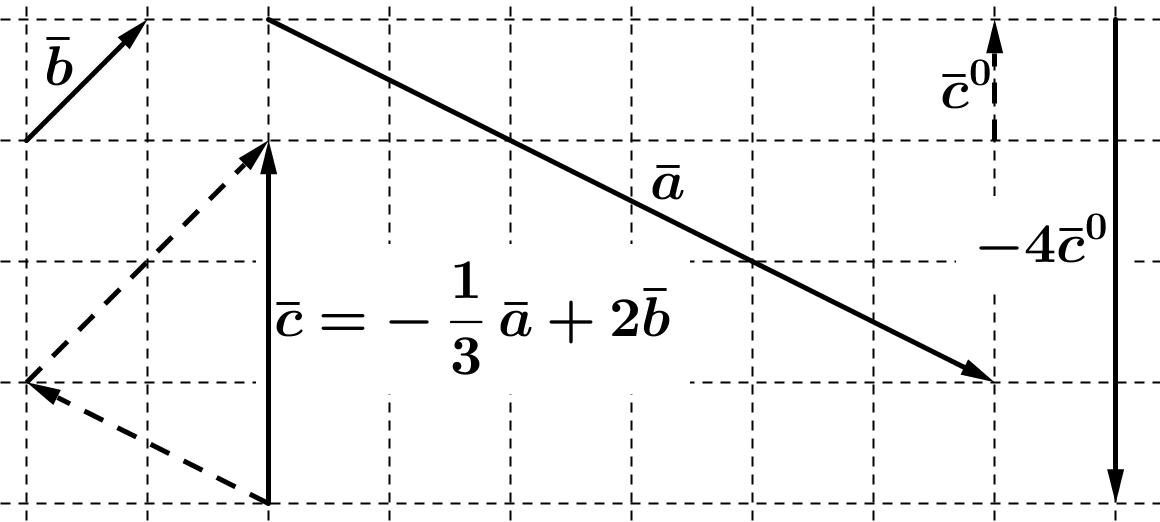 b̄
c̄⁰
ā
−4c̄⁰
c̄ = −1/3 ā + 2b̄